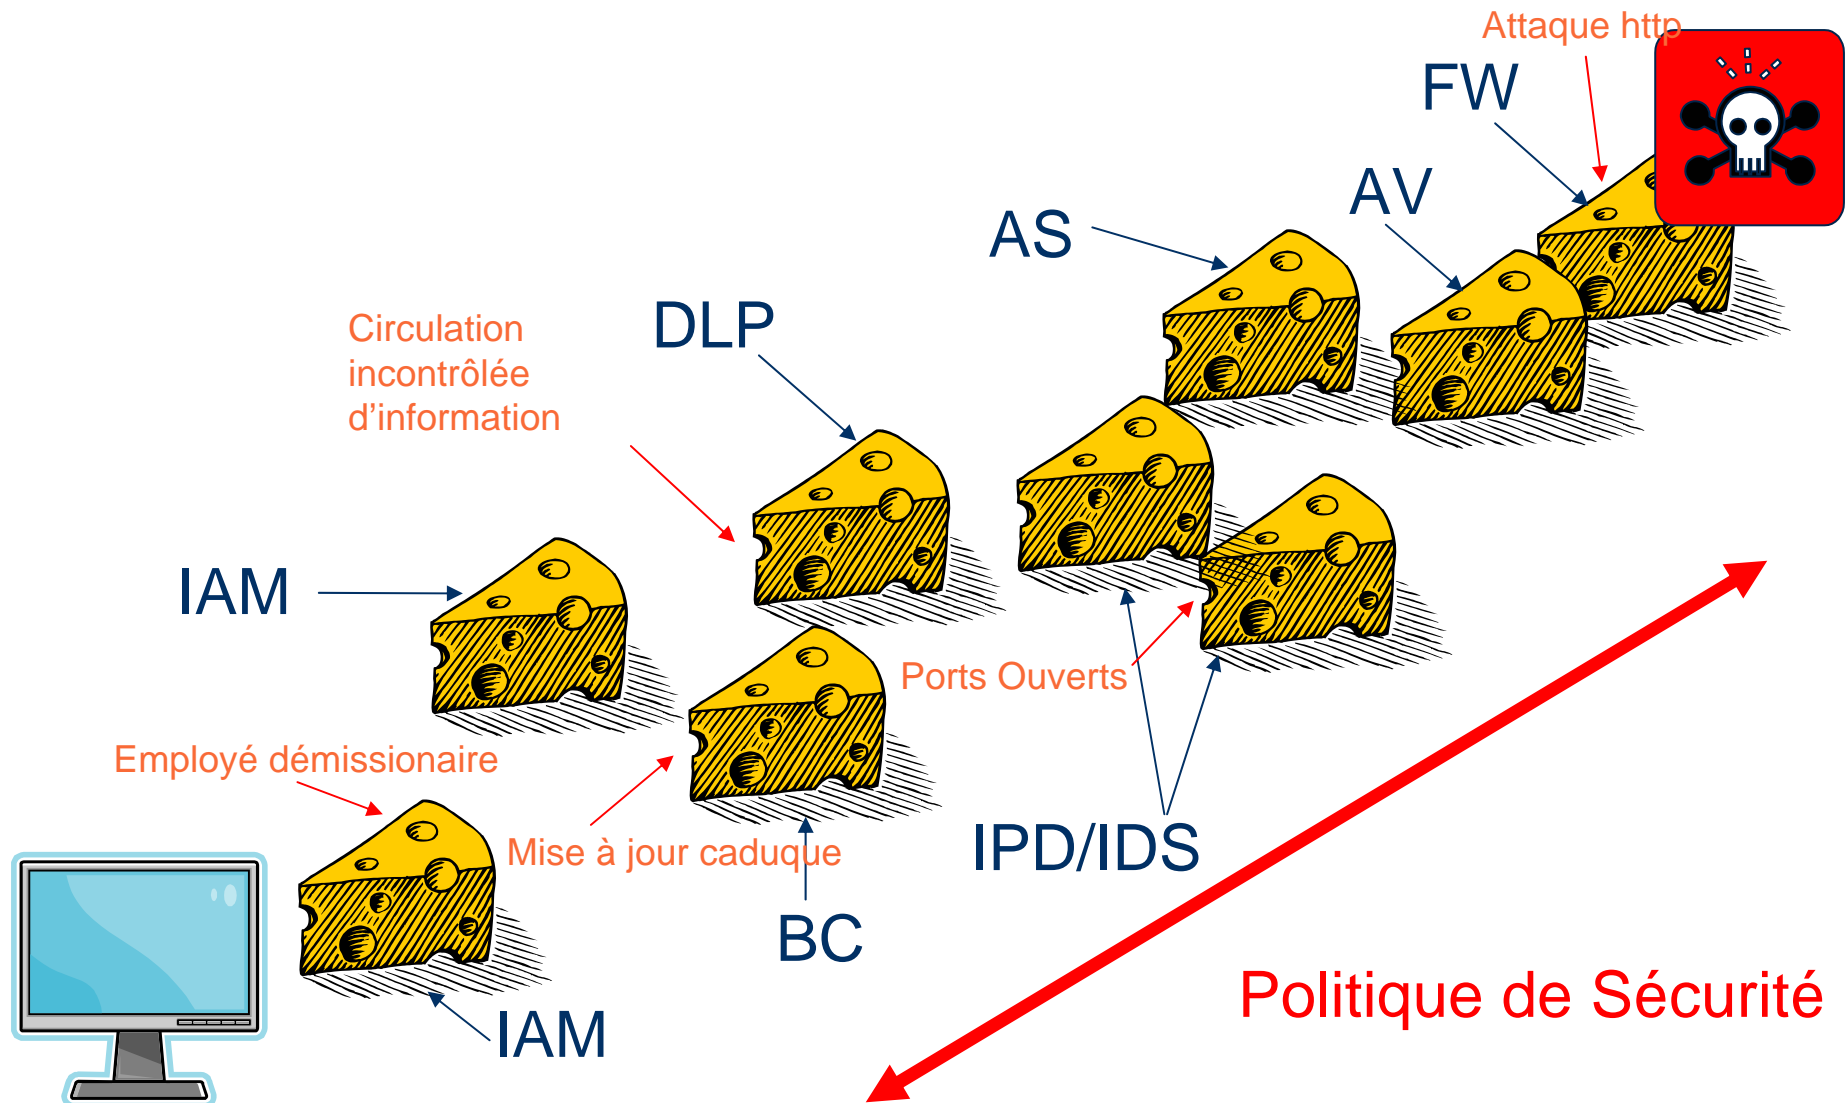 Attaque http
FW
AV
AS
DLP
Circulation
incontrôlée
d’information
IAM
Ports Ouverts
Employé démissionaire
Mise à jour caduque
IPD/IDS
BC
Politique de Sécurité
IAM